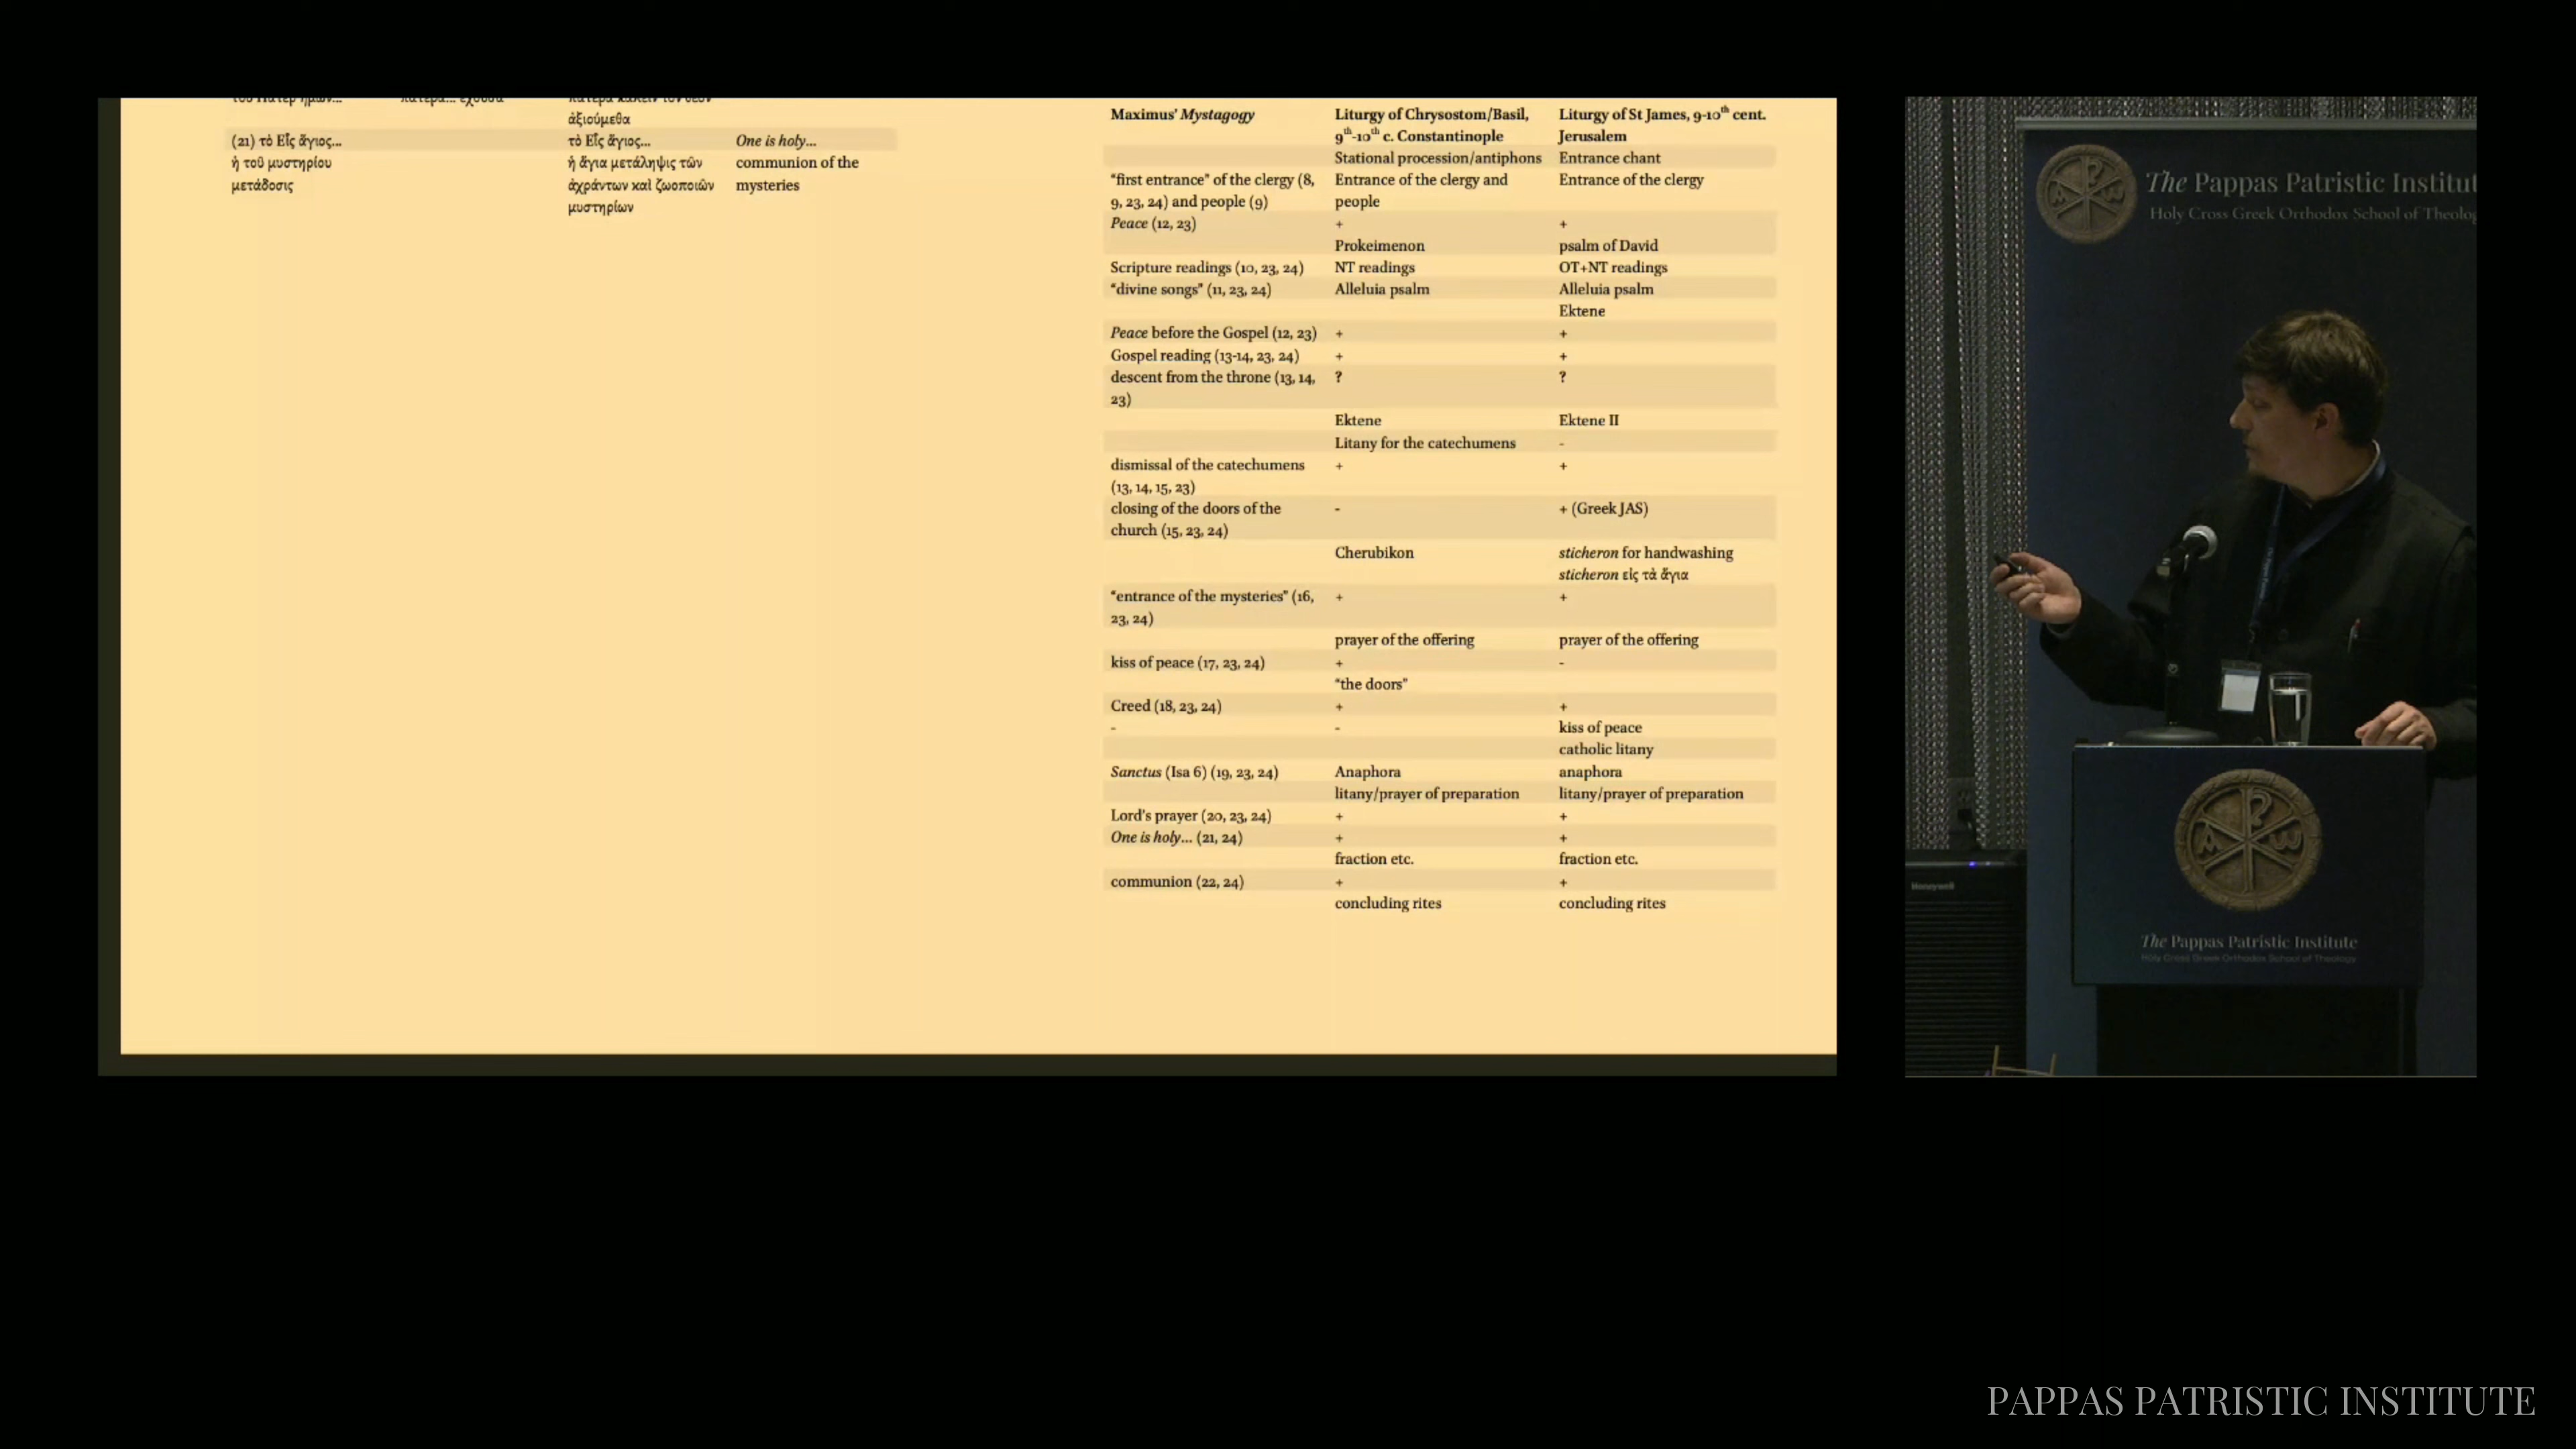 ἀξιούμεθα
(21) τὸ Εἷς ἅγιος... τὸ Εἷς ἅγιος... One is holy...
ἡ τοῦ μυστηρίου ἡ ἅγια μετάληψις τῶν communion of the
μετάδοσις ἀχράντων καὶ ζωοποιῶν mysteries
μυστηρίων
Maximus' Mystagogy Liturgy of Chrysostom/Basil, Liturgy of St James, 9-10th cent.
9th-10th c. Constantinople Jerusalem
Stational procession/antiphons Entrance chant
"first entrance" of the clergy (8, Entrance of the clergy and Entrance of the clergy
9, 23, 24) and people (9) people
Peace (12, 23) + +
Prokeimenon psalm of David
Scripture readings (10, 23, 24) NT readings OT+NT readings
"divine songs" (11, 23, 24) Alleluia psalm Alleluia psalm
Ektene
Peace before the Gospel (12, 23) + +
Gospel reading (13-14, 23, 24) + +
descent from the throne (13, 14, ? ?
23)
Ektene Ektene II
Litany for the catechumens -
dismissal of the catechumens + +
(13, 14, 15, 23)
closing of the doors of the - + (Greek JAS)
church (15, 23, 24)
Cherubikon sticheron for handwashing
sticheron εἰς τὰ ἅγια
"entrance of the mysteries" (16, + +
23, 24)
prayer of the offering prayer of the offering
kiss of peace (17, 23, 24) + -
"the doors"
Creed (18, 23, 24) + +
- - kiss of peace
catholic litany
Sanctus (Isa 6) (19, 23, 24) Anaphora anaphora
litany/prayer of preparation litany/prayer of preparation
Lord's prayer (20, 23, 24) + +
One is holy... (21, 24) + +
fraction etc. fraction etc.
communion (22, 24) + +
concluding rites concluding rites
The Pappas Patristic Institut
Holy Cross Greek Orthodox School of Theolog
Honeywell
The Pappas Patristic Institute
Holy Cross Greek Orthodox School of Theology
PAPPAS PATRISTIC INSTITUTE